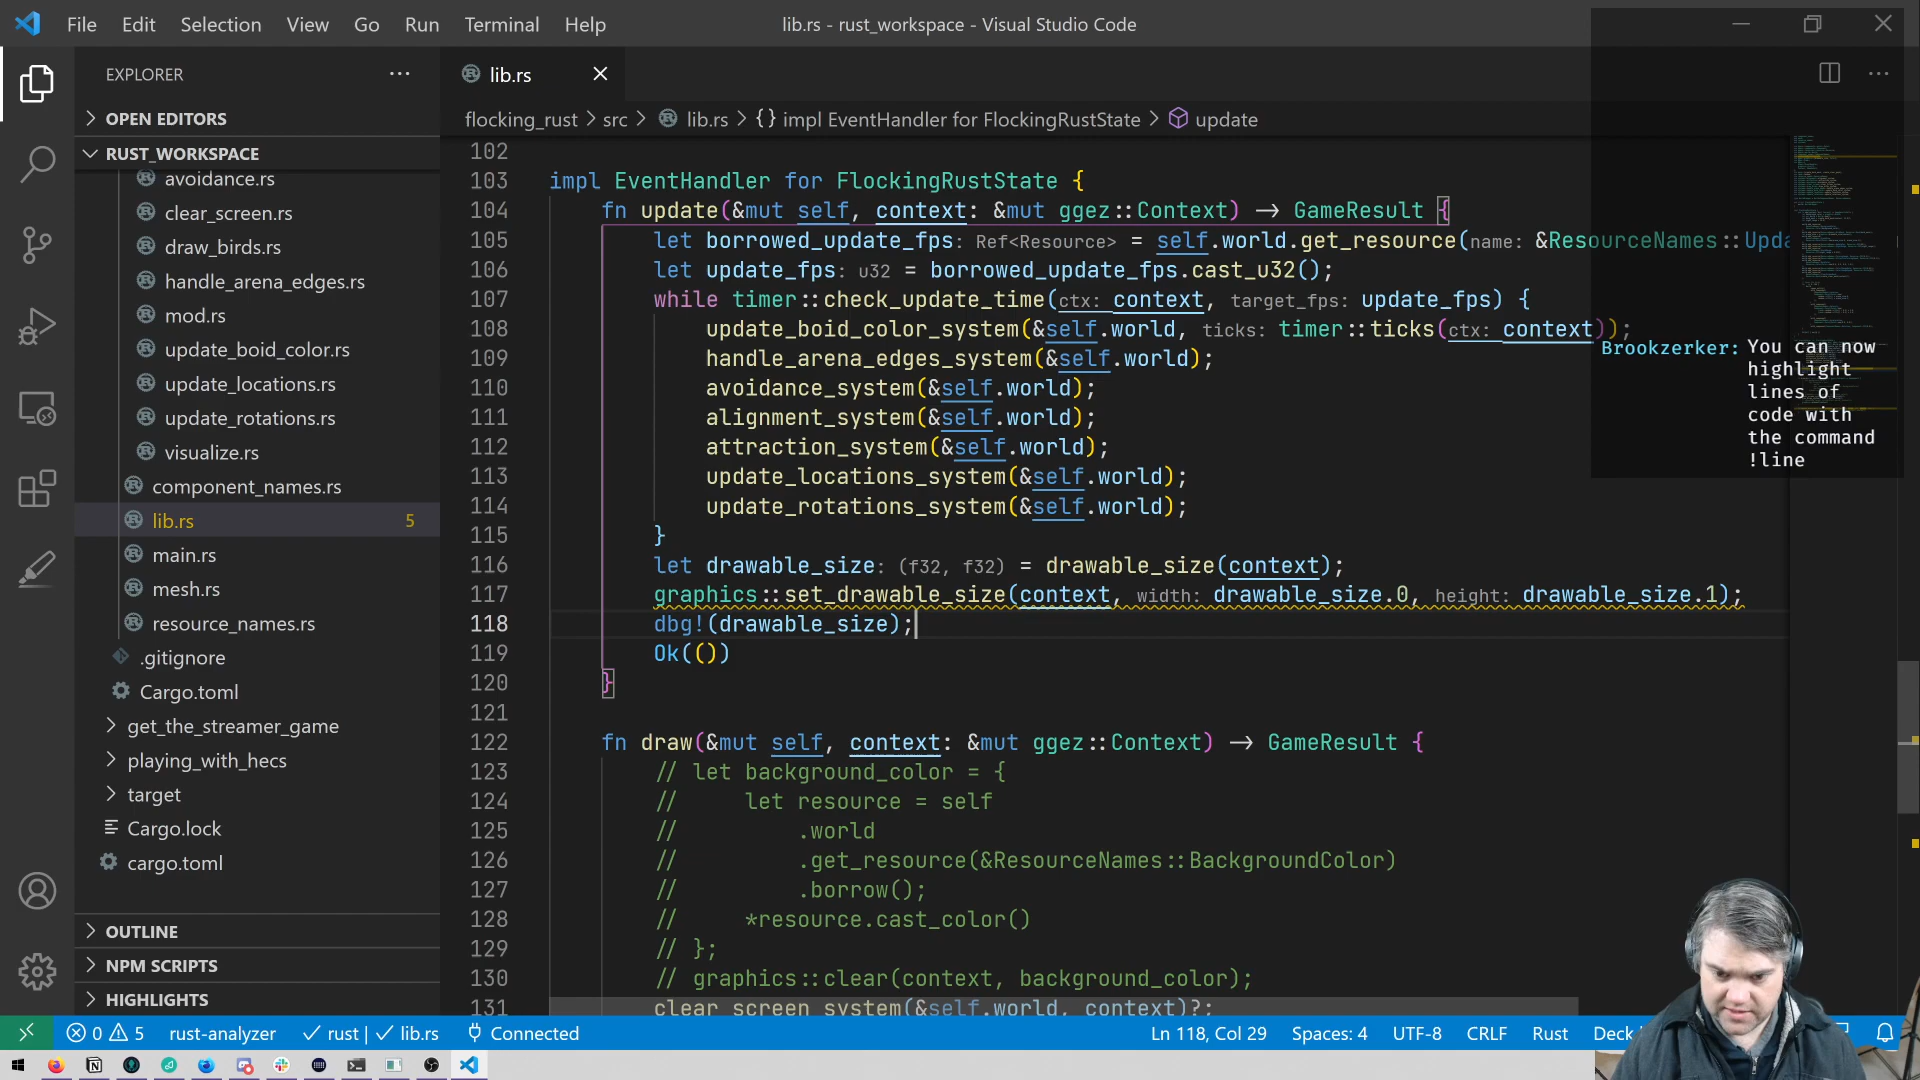 File Edit Selection View Go Run Terminal Help
lib.rs - rust_workspace - Visual Studio Code
EXPLORER
OPEN EDITORS
RUST_WORKSPACE
avoidance.rs
clear_screen.rs
draw_birds.rs
handle_arena_edges.rs
mod.rs
update_boid_color.rs
update_locations.rs
update_rotations.rs
visualize.rs
component_names.rs
lib.rs 5
main.rs
mesh.rs
resource_names.rs
.gitignore
Cargo.toml
get_the_streamer_game
playing_with_hecs
target
Cargo.lock
cargo.toml
OUTLINE
NPM SCRIPTS
HIGHLIGHTS
lib.rs
flocking_rust > src > lib.rs > {} impl EventHandler for FlockingRustState > update
102
103 impl EventHandler for FlockingRustState {
104 fn update(&mut self, context: &mut ggez::Context) -> GameResult {
105 let borrowed_update_fps: Ref<Resource> = self.world.get_resource(name: &ResourceNames::Upda
106 let update_fps: u32 = borrowed_update_fps.cast_u32();
107 while timer::check_update_time(ctx: context, target_fps: update_fps) {
108 update_boid_color_system(&self.world, ticks: timer::ticks(ctx: context));
109 handle_arena_edges_system(&self.world);
110 avoidance_system(&self.world);
111 alignment_system(&self.world);
112 attraction_system(&self.world);
113 update_locations_system(&self.world);
114 update_rotations_system(&self.world);
115 }
116 let drawable_size: (f32, f32) = drawable_size(context);
117 graphics::set_drawable_size(context, width: drawable_size.0, height: drawable_size.1);
118 dbg!(drawable_size);
119 Ok(())
120 }
121
122 fn draw(&mut self, context: &mut ggez::Context) -> GameResult {
123 // let background_color = {
124 // let resource = self
125 // .world
126 // .get_resource(&ResourceNames::BackgroundColor)
127 // .borrow();
128 // *resource.cast_color()
129 // };
130 // graphics::clear(context, background_color);
131 clear_screen_system(&self.world, context)?;
Brookzerker: You can now
highlight
lines of
code with
the command
!line
0 5 rust-analyzer rust | lib.rs Connected
Ln 118, Col 29 Spaces: 4 UTF-8 CRLF Rust Deck